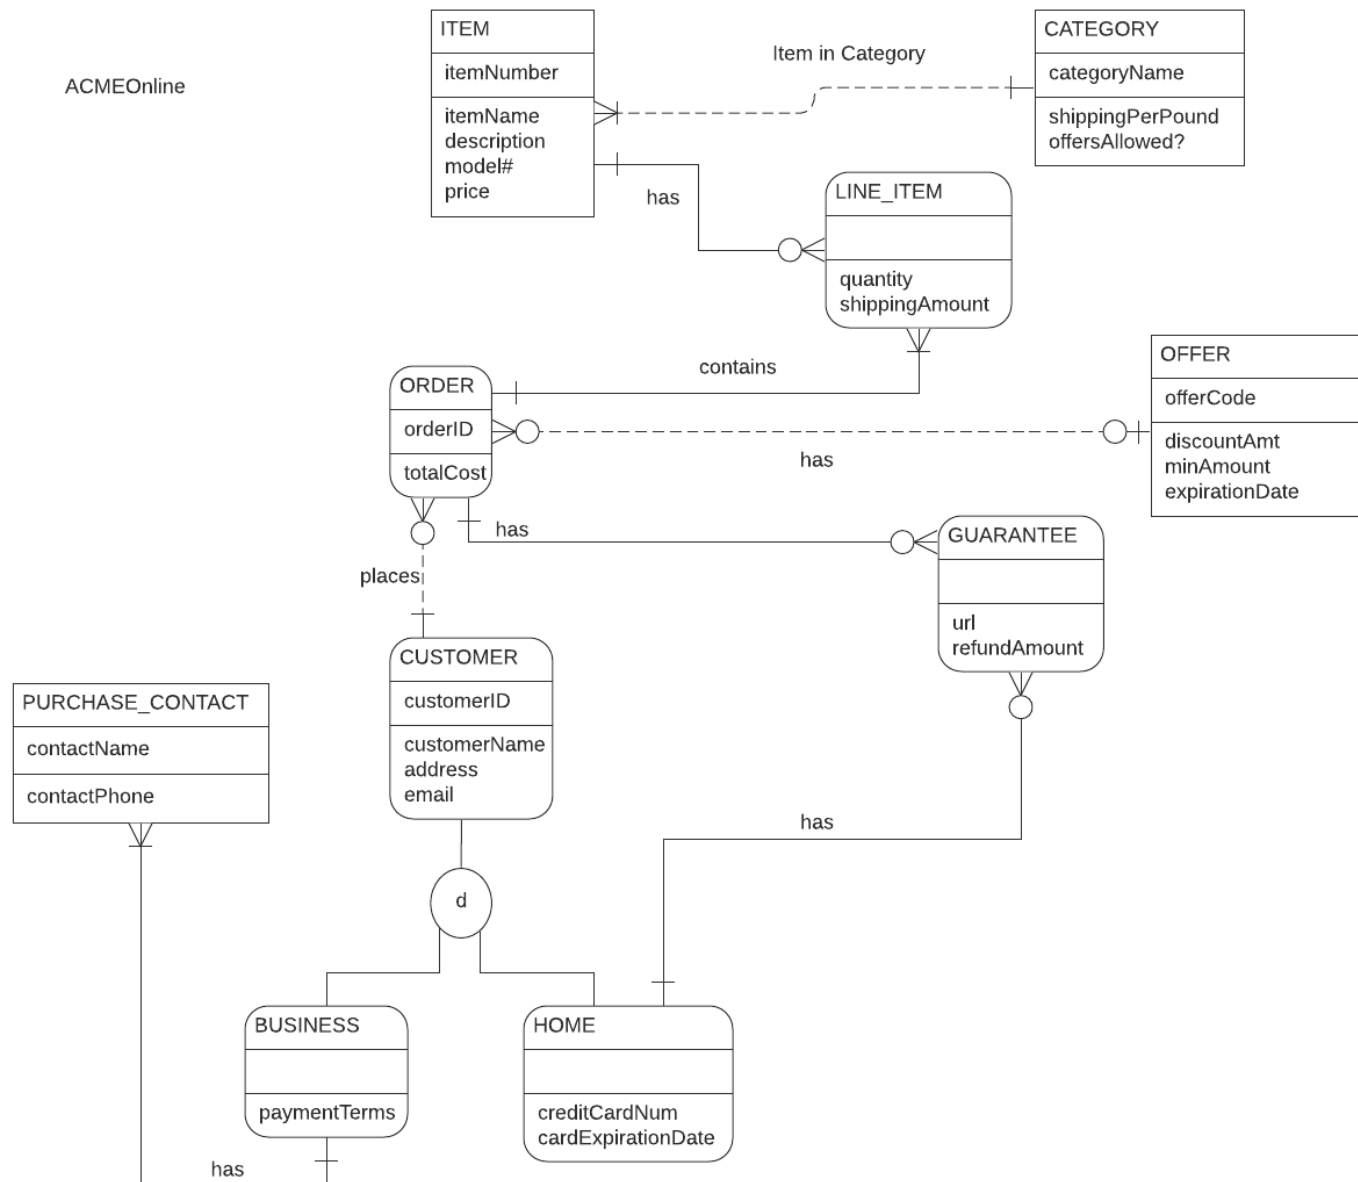 ACMEOnline
ITEM
itemNumber
itemName
description
model#
price
Item in Category
CATEGORY
categoryName
shippingPerPound
offersAllowed?
has
LINE_ITEM
quantity
shippingAmount
contains
ORDER
orderID
totalCost
has
OFFER
offerCode
discountAmt
minAmount
expirationDate
has
GUARANTEE
url
refundAmount
places
CUSTOMER
customerID
customerName
address
email
PURCHASE_CONTACT
contactName
contactPhone
has
d
BUSINESS
paymentTerms
HOME
creditCardNum
cardExpirationDate
has